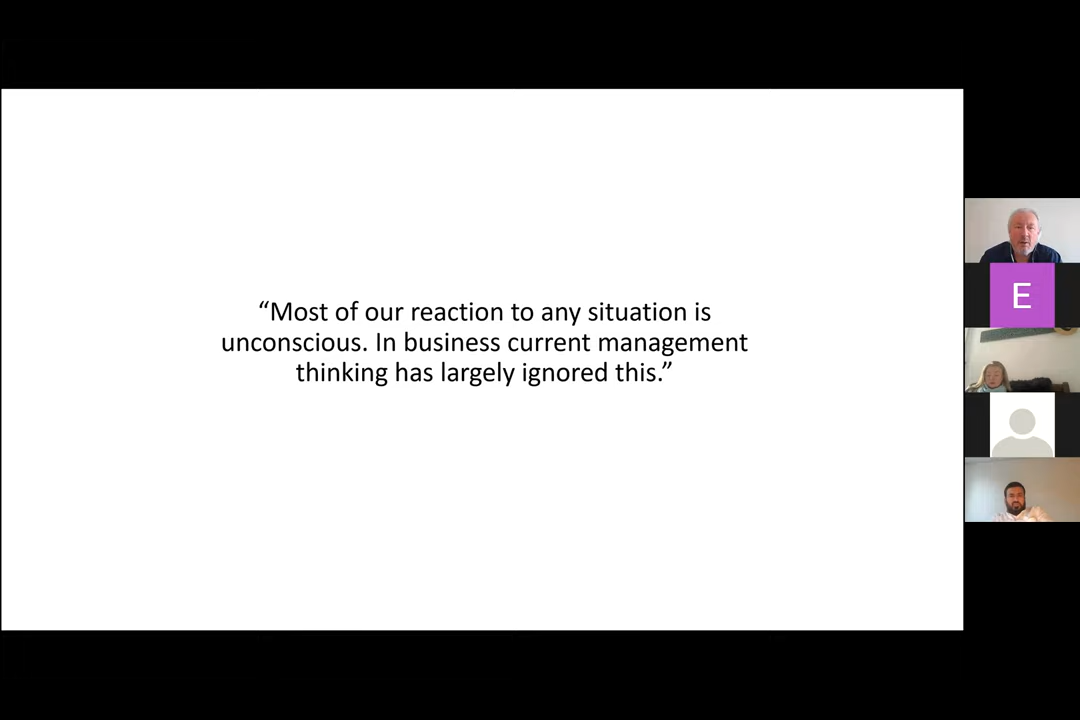 “Most of our reaction to any situation is
unconscious. In business current management
thinking has largely ignored this.”
E